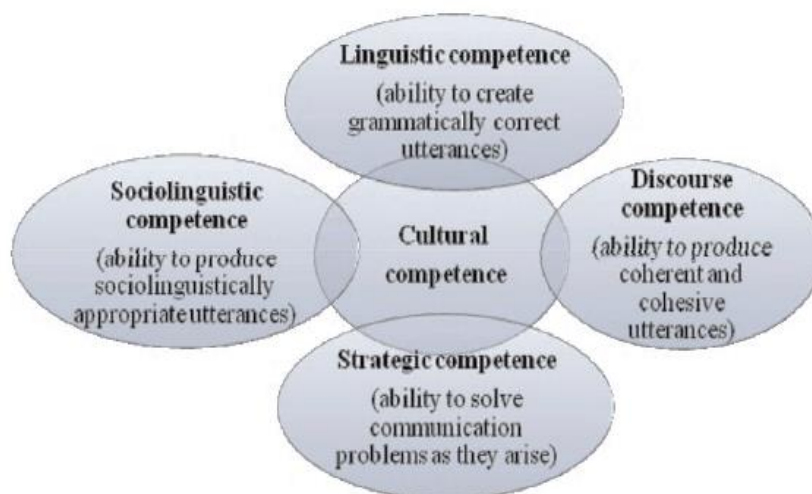 Linguistic competence
(ability to create
grammatically correct
utterances)
Sociolinguistic
competence
(ability to produce
sociolinguistically
appropriate utterances)
Cultural
competence
Discourse
competence
(ability to produce
coherent and
cohesive
utterances)
Strategic competence
(ability to solve
communication
problems as they arise)